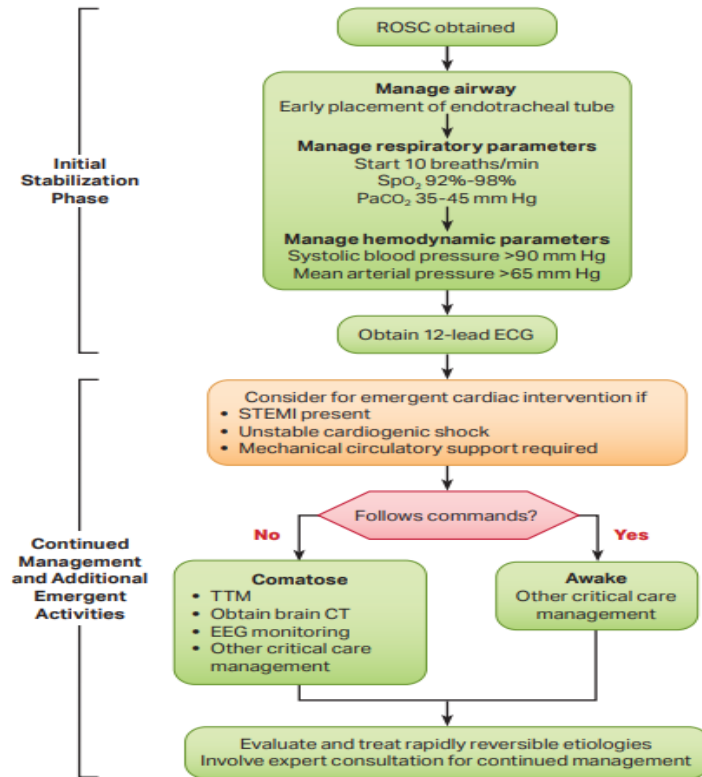 ROSC obtained
Manage airway
Early placement of endotracheal tube
Manage respiratory parameters
Start 10 breaths/min
SpO₂ 92%-98%
PaCO₂ 35-45 mm Hg
Manage hemodynamic parameters
Systolic blood pressure >90 mm Hg
Mean arterial pressure >65 mm Hg
Initial
Stabilization
Phase
Obtain 12-lead ECG
Consider for emergent cardiac intervention if
• STEMI present
• Unstable cardiogenic shock
• Mechanical circulatory support required
Follows commands?
No
Yes
Continued
Management
and Additional
Emergent
Activities
Comatose
• TTM
• Obtain brain CT
• EEG monitoring
• Other critical care
management
Awake
Other critical care
management
Evaluate and treat rapidly reversible etiologies
Involve expert consultation for continued management